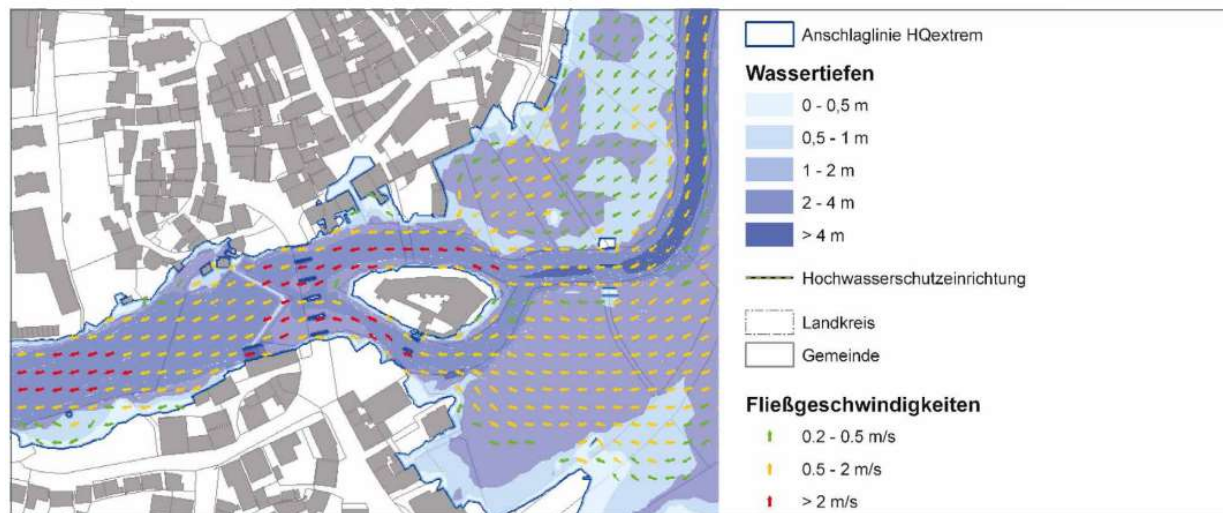 Anschlaglinie HQextrem
Wassertiefen
0 - 0,5 m
0,5 - 1 m
1 - 2 m
2 - 4 m
> 4 m
Hochwasserschutzeinrichtung
Landkreis
Gemeinde
Fließgeschwindigkeiten
0.2 - 0.5 m/s
0.5 - 2 m/s
> 2 m/s